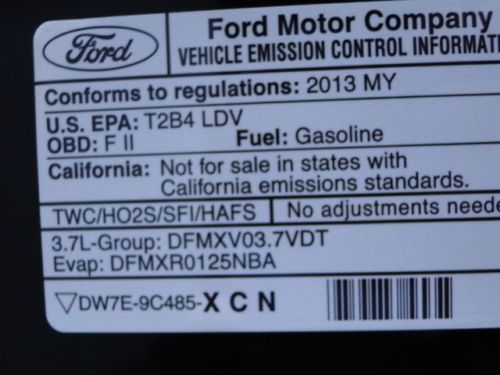 Ford
Ford Motor Company
VEHICLE EMISSION CONTROL
Conforms to regulations: 2013 MY
U.S. EPA: T2B4 LDV
OBD: F II Fuel: Gasoline
California: Not for sale in states with
California emissions standards.
TWC/HO2S/SFI/HAFS No adjustments neede
3.7L-Group: DFMXV03.7VDT
Evap: DFMXR0125NBA
▽DW7E-9C485-XCN